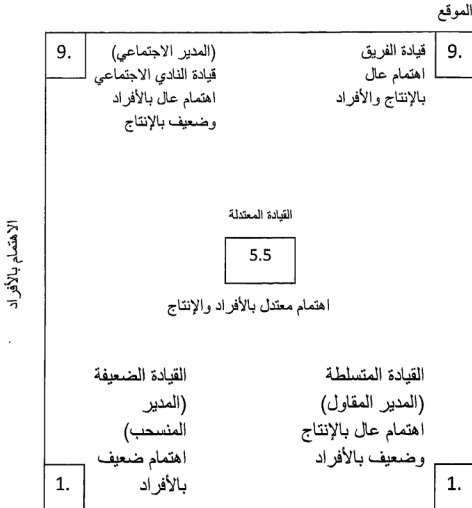 الموقع
9.
قيادة الفريق
اهتمام عال
بالإنتاج والأفراد
(المدير الاجتماعي)
قيادة النادي الاجتماعي
اهتمام عال بالأفراد
وضعيف بالإنتاج
9.
الاهتمام بالأفراد
القيادة المعتدلة
5.5
اهتمام معتدل بالأفراد والإنتاج
القيادة المتسلطة
(المدير المقاول)
اهتمام عال بالإنتاج
وضعيف بالأفراد
1.
القيادة الضعيفة
(المدير
المنسحب)
اهتمام ضعيف
بالأفراد
1.